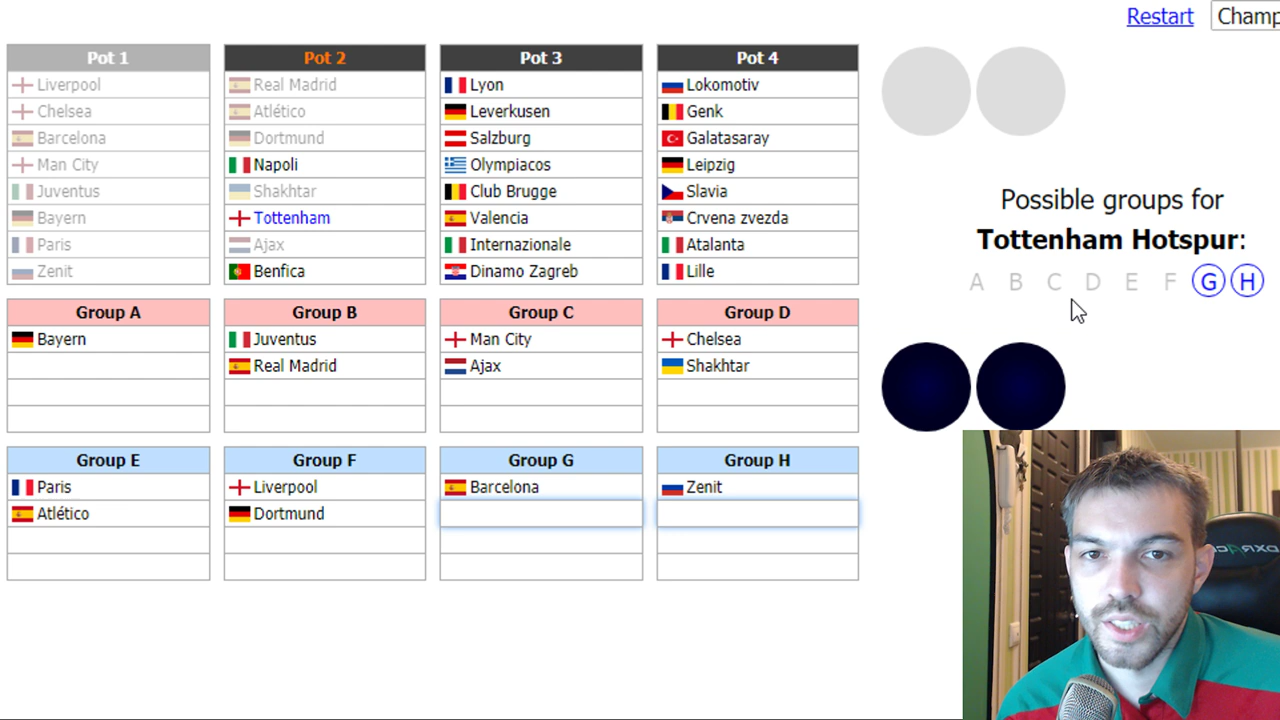 Restart Champ
Pot 1 Pot 2 Pot 3 Pot 4
Liverpool Real Madrid Lyon Lokomotiv
Chelsea Atlético Leverkusen Genk
Barcelona Dortmund Salzburg Galatasaray
Man City Napoli Olympiacos Leipzig
Juventus Shakhtar Club Brugge Slavia
Bayern Tottenham Valencia Crvena zvezda
Paris Ajax Internazionale Atalanta
Zenit Benfica Dinamo Zagreb Lille
Possible groups for
Tottenham Hotspur:
A B C D E F G H
Group A Group B Group C Group D
Bayern Juventus Man City Chelsea
Real Madrid Ajax Shakhtar
Group E Group F Group G Group H
Paris Liverpool Barcelona Zenit
Atlético Dortmund